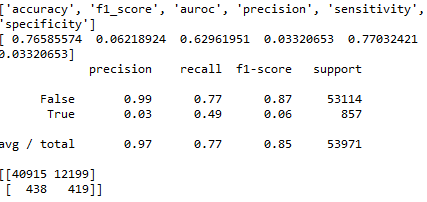 ['accuracy', 'f1_score', 'auroc', 'precision', 'sensitivity',
'specificity']
[ 0.76585574  0.06218924  0.62961951  0.03320653  0.77032421
0.03320653]
             precision    recall  f1-score   support
      False       0.99      0.77      0.87     53114
       True       0.03      0.49      0.06       857
avg / total       0.97      0.77      0.85     53971
[[40915 12199]
 [  438   419]]